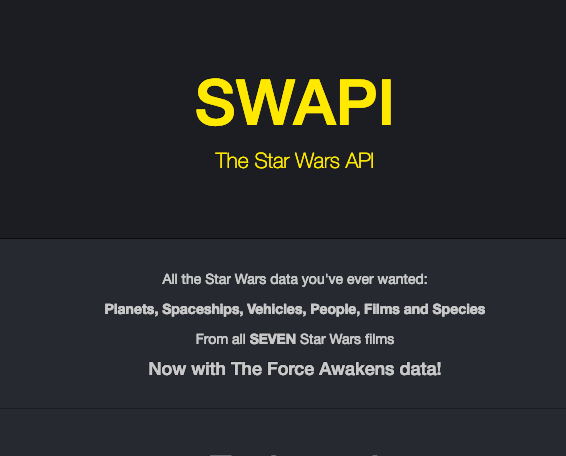 SWAPI
The Star Wars API
All the Star Wars data you've ever wanted:
Planets, Spaceships, Vehicles, People, Films and Species
From all SEVEN Star Wars films
Now with The Force Awakens data!